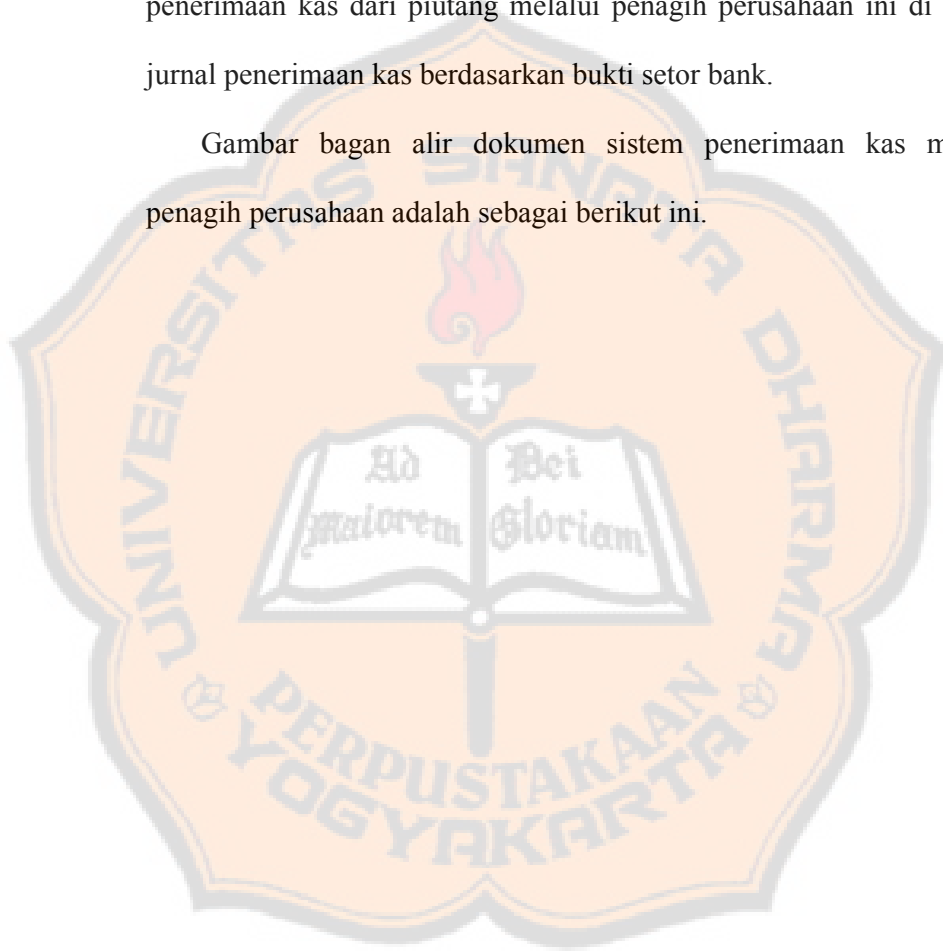 penerimaan kas dari piutang melalui penagih perusahaan ini di
jurnal penerimaan kas berdasarkan bukti setor bank.
Gambar bagan alir dokumen sistem penerimaan kas m
penagih perusahaan adalah sebagai berikut ini.
UNIVERSITAS SANATA DHARMA
Ad Dei
Maiorem Gloriam
PERPUSTAKAAN
YOGYAKARTA